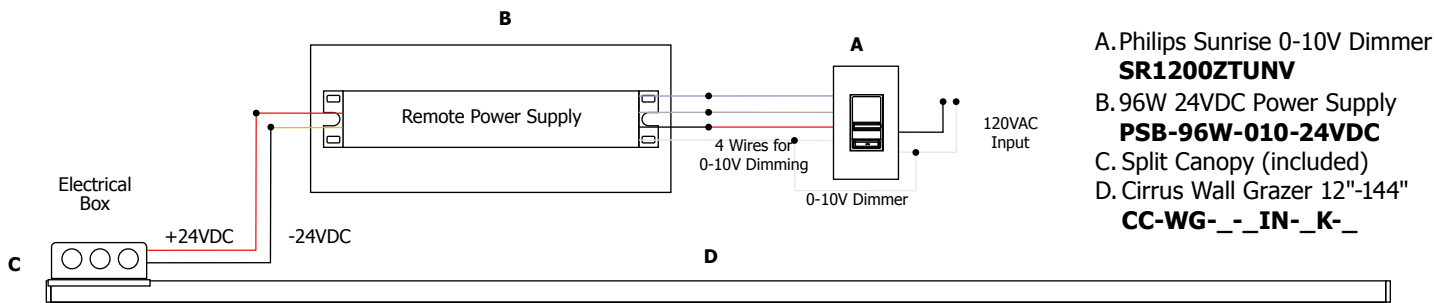 B
A
Remote Power Supply
4 Wires for
0-10V Dimming
120VAC
Input
0-10V Dimmer
Electrical
Box
+24VDC
-24VDC
C
D
A. Philips Sunrise 0-10V Dimmer
SR1200ZTUNV
B. 96W 24VDC Power Supply
PSB-96W-010-24VDC
C. Split Canopy (included)
D. Cirrus Wall Grazer 12"-144"
CC-WG-_-_IN-_K-_